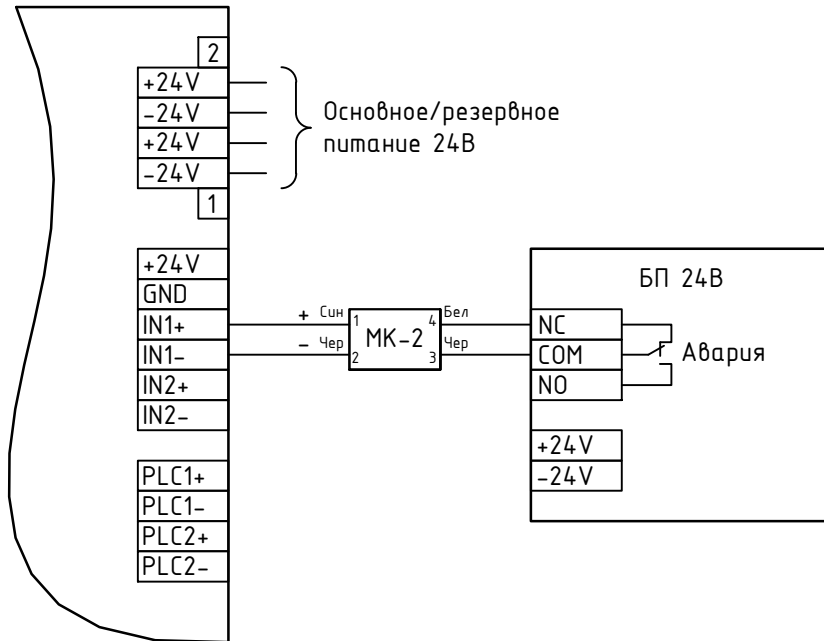 2
+24V
-24V
+24V
-24V
1
Основное/резервное
питание 24В
+24V
GND
IN1+
IN1-
IN2+
IN2-
PLC1+
PLC1-
PLC2+
PLC2-
+ Син
- Чер
1
2
МК-2
4
3
Бел
Чер
БП 24В
NC
COM
NO
Авария
+24V
-24V